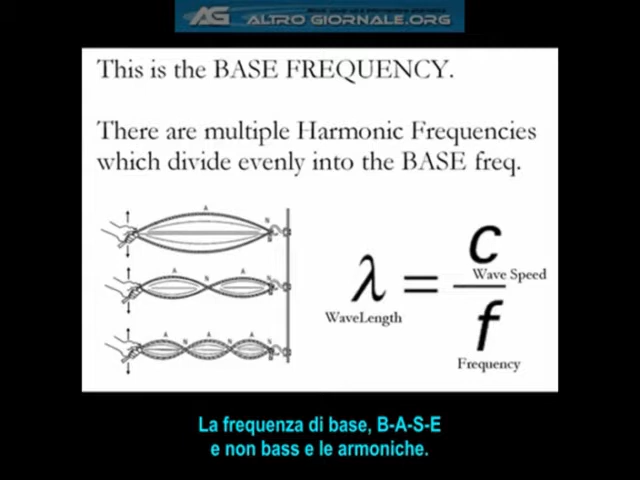 AG ALTRO GIORNALE.ORG
This is the BASE FREQUENCY.
There are multiple Harmonic Frequencies
which divide evenly into the BASE freq.
A
N
A
N
A
N
A
N
A
N
A
N
λ = c / f
Wave Speed
WaveLength
Frequency
La frequenza di base, B-A-S-E
e non bass e le armoniche.